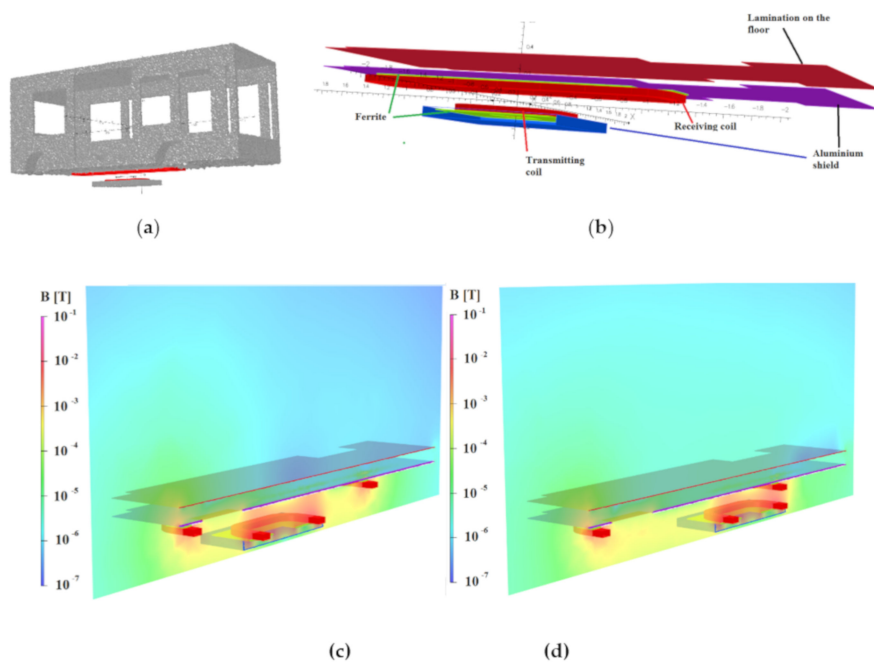 Lamination on the
floor
0.4
Ferrite
Transmitting
coil
Receiving coil
Aluminium
shield
(a)
(b)
B [T]
10⁻¹
10⁻²
10⁻³
10⁻⁴
10⁻⁵
10⁻⁶
10⁻⁷
B [T]
10⁻¹
10⁻²
10⁻³
10⁻⁴
10⁻⁵
10⁻⁶
10⁻⁷
(c)
(d)